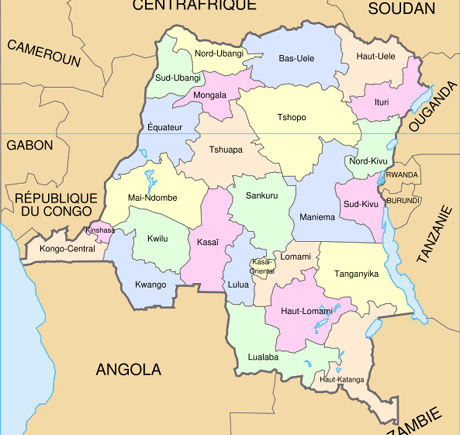 CENTRAFRIQUE
SOUDAN
CAMEROUN
Nord-Ubangi
Bas-Uele
Haut-Uele
Sud-Ubangi
Mongala
Ituri
OUGANDA
Tshopo
Équateur
GABON
Tshuapa
Nord-Kivu
RWANDA
RÉPUBLIQUE
DU CONGO
Mai-Ndombe
Sankuru
Sud-Kivu
BURUNDI
Maniema
Kinshasa
Kongo-Central
Kwilu
Kasaï
TANZANIE
Lomami
Kasaï-
Oriental
Tanganyika
Kwango
Lulua
Haut-Lomami
Lualaba
ANGOLA
Haut-Katanga
ZAMBIE